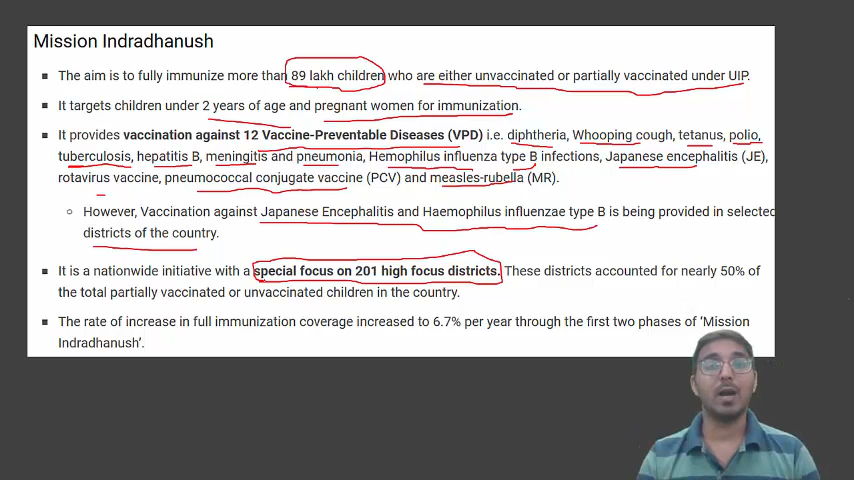 Mission Indradhanush
▪ The aim is to fully immunize more than 89 lakh children who are either unvaccinated or partially vaccinated under UIP.
▪ It targets children under 2 years of age and pregnant women for immunization.
▪ It provides vaccination against 12 Vaccine-Preventable Diseases (VPD) i.e. diphtheria, Whooping cough, tetanus, polio,
tuberculosis, hepatitis B, meningitis and pneumonia, Hemophilus influenza type B infections, Japanese encephalitis (JE),
rotavirus vaccine, pneumococcal conjugate vaccine (PCV) and measles-rubella (MR).
○ However, Vaccination against Japanese Encephalitis and Haemophilus influenzae type B is being provided in selected
districts of the country.
▪ It is a nationwide initiative with a special focus on 201 high focus districts. These districts accounted for nearly 50% of
the total partially vaccinated or unvaccinated children in the country.
▪ The rate of increase in full immunization coverage increased to 6.7% per year through the first two phases of ‘Mission
Indradhanush’.